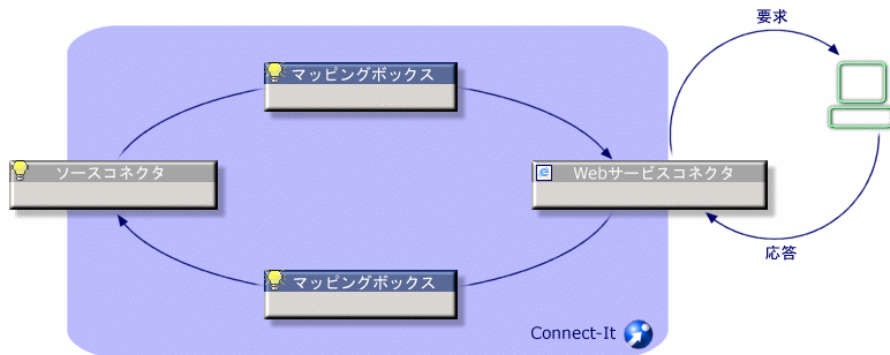 要求
マッピングボックス
ソースコネクタ
Webサービスコネクタ
応答
マッピングボックス
Connect-It